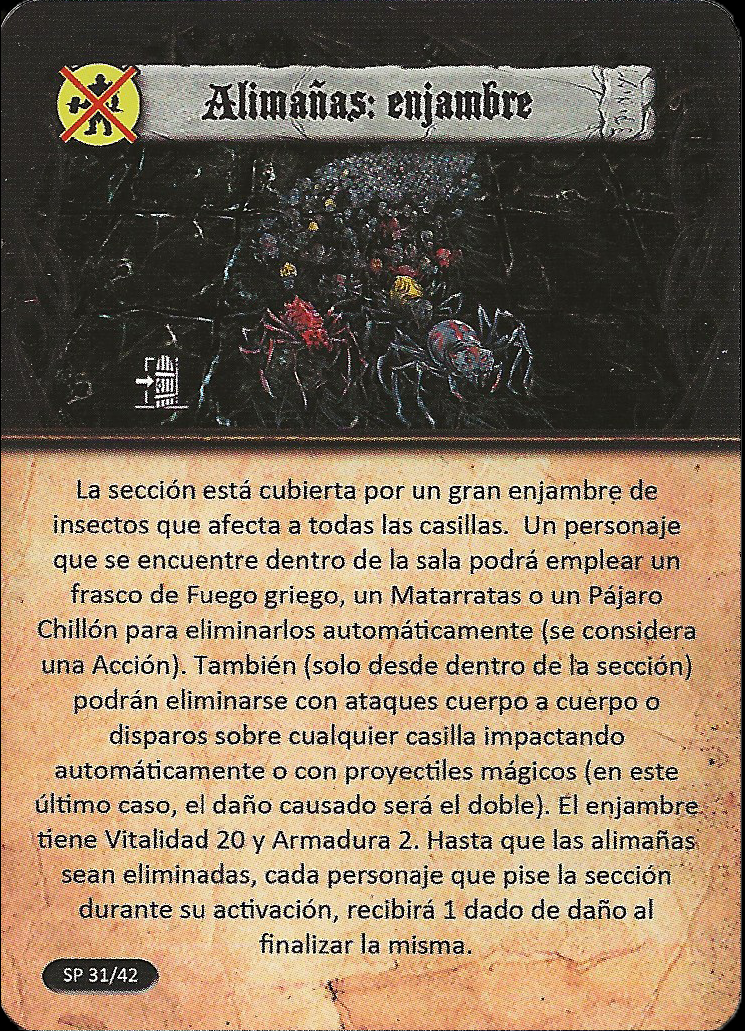 Alimañas: enjambre
La sección está cubierta por un gran enjambre de
insectos que afecta a todas las casillas. Un personaje
que se encuentre dentro de la sala podrá emplear un
frasco de Fuego griego, un Matarratas o un Pájaro
Chillón para eliminarlos automáticamente (se considera
una Acción). También (solo desde dentro de la sección)
podrán eliminarse con ataques cuerpo a cuerpo o
disparos sobre cualquier casilla impactando
automáticamente o con proyectiles mágicos (en este
último caso, el daño causado será el doble). El enjambre
tiene Vitalidad 20 y Armadura 2. Hasta que las alimañas
sean eliminadas, cada personaje que pise la sección
durante su activación, recibirá 1 dado de daño al
finalizar la misma.
SP 31/42